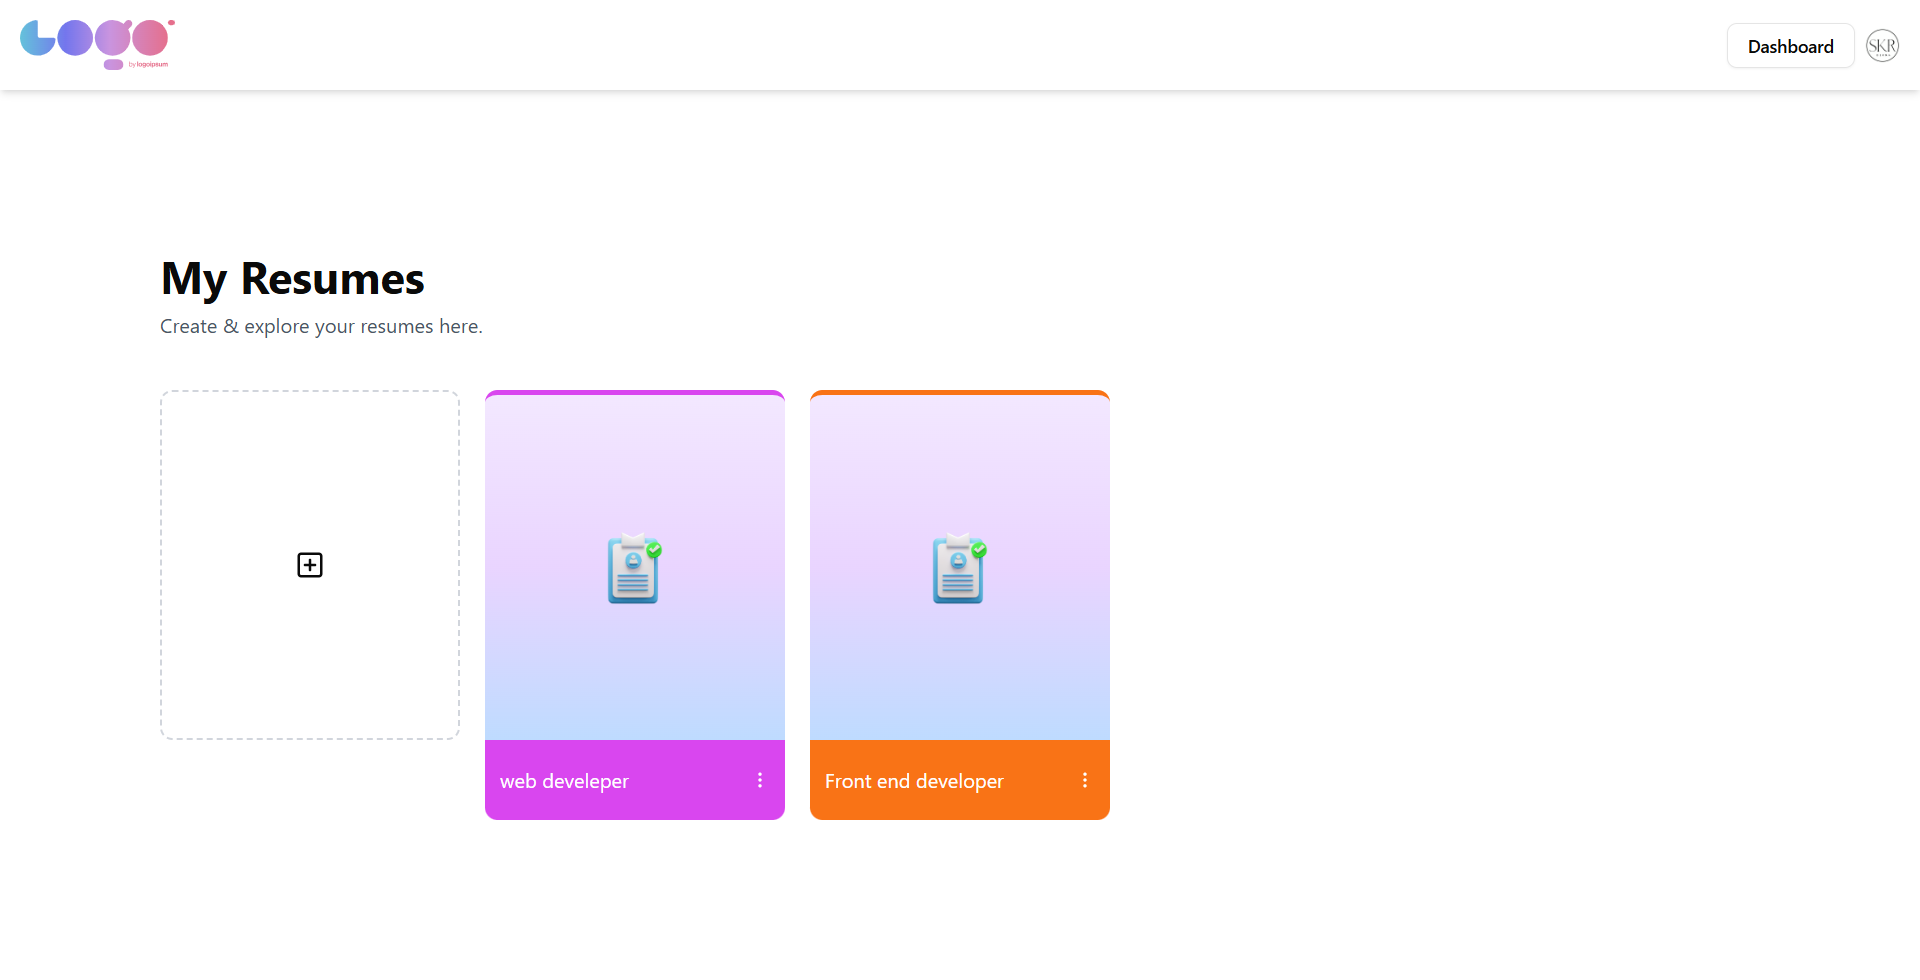 Logo
by logoipsum
Dashboard
SKR
My Resumes
Create & explore your resumes here.
web develeper
Front end developer